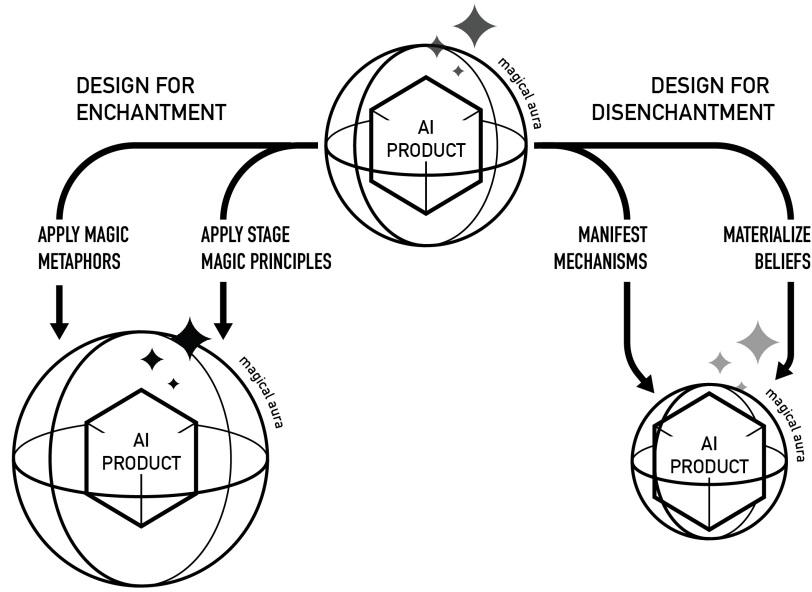 DESIGN FOR
ENCHANTMENT
magical aura
AI
PRODUCT
DESIGN FOR
DISENCHANTMENT
APPLY MAGIC
METAPHORS
APPLY STAGE
MAGIC PRINCIPLES
MANIFEST
MECHANISMS
MATERIALIZE
BELIEFS
magical aura
AI
PRODUCT
magical aura
AI
PRODUCT